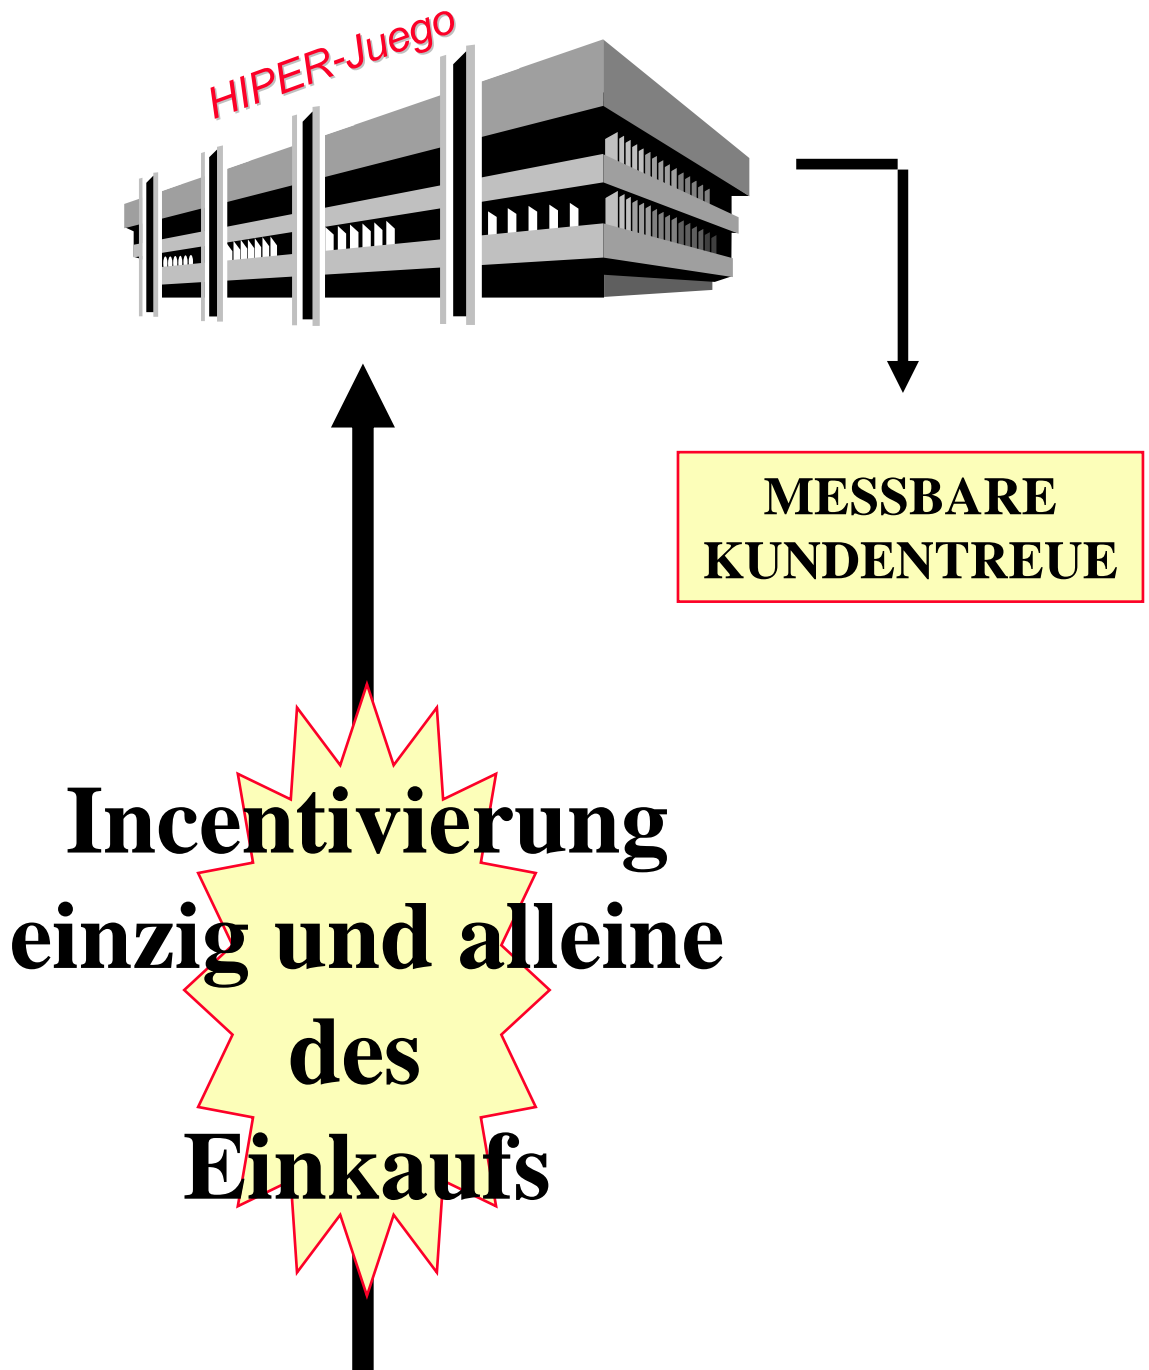 HIPER-Juego
MESSBARE
KUNDENTREUE
Incentivierung
einzig und alleine
des
Einkaufs